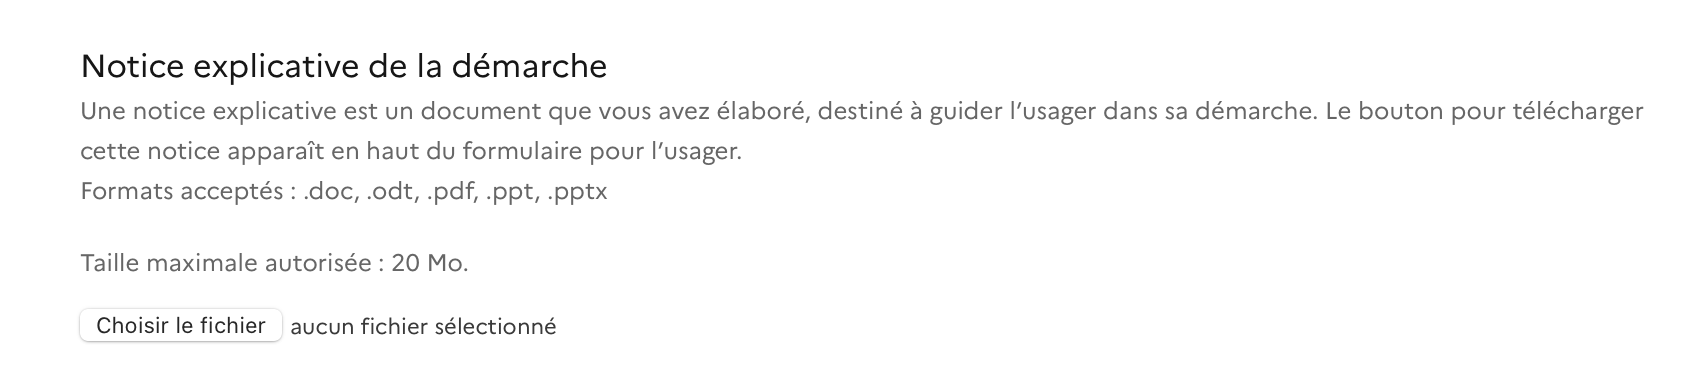 Notice explicative de la démarche
Une notice explicative est un document que vous avez élaboré, destiné à guider l’usager dans sa démarche. Le bouton pour télécharger
cette notice apparaît en haut du formulaire pour l’usager.
Formats acceptés : .doc, .odt, .pdf, .ppt, .pptx
Taille maximale autorisée : 20 Mo.
Choisir le fichier aucun fichier sélectionné